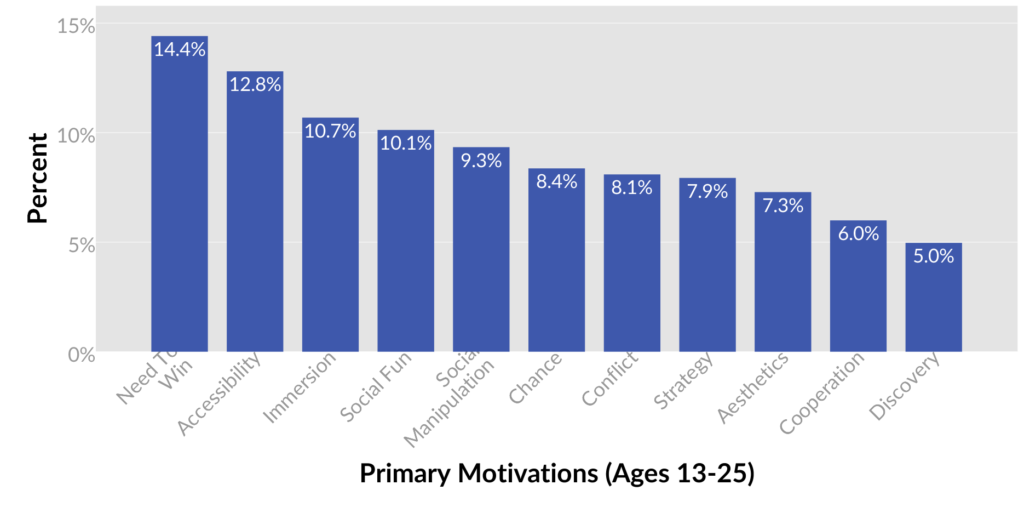 15%
10%
5%
0%
Percent
14.4%
12.8%
10.7%
10.1%
9.3%
8.4%
8.1%
7.9%
7.3%
6.0%
5.0%
Need To
Win
Accessibility
Immersion
Social Fun
Social
Manipulation
Chance
Conflict
Strategy
Aesthetics
Cooperation
Discovery
Primary Motivations (Ages 13-25)